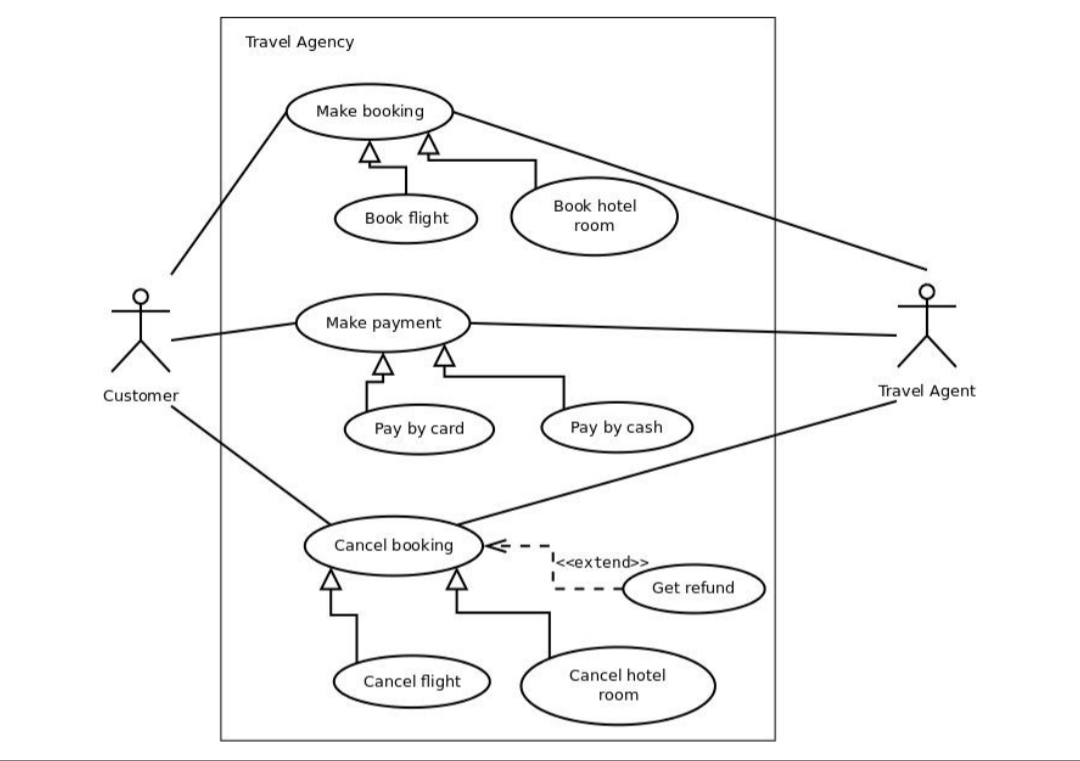 Travel Agency
Make booking
Book flight
Book hotel
room
Make payment
Customer
Travel Agent
Pay by card
Pay by cash
Cancel booking
<<extend>>
Get refund
Cancel flight
Cancel hotel
room